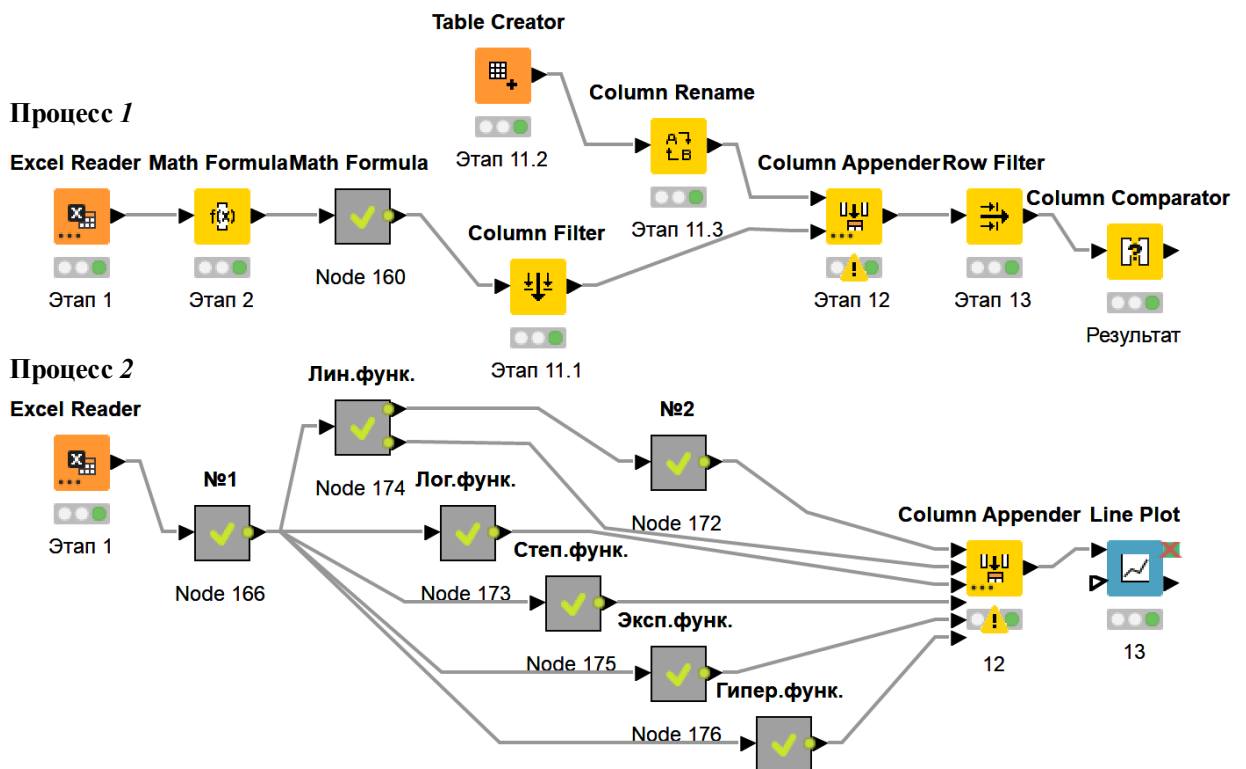 Table Creator
Процесс 1
Column Rename
Этап 11.2
Excel Reader Math Formula Math Formula
Column Appender Row Filter
Column Comparator
Этап 11.3
Column Filter
Node 160
Этап 1
Этап 2
Этап 12
Этап 13
Результат
Этап 11.1
Процесс 2
Лин.функ.
Excel Reader
№2
№1
Node 174
Лог.функ.
Node 172
Column Appender Line Plot
Этап 1
Степ.функ.
Node 166
Node 173
Эксп.функ.
12
13
Node 175
Гипер.функ.
Node 176